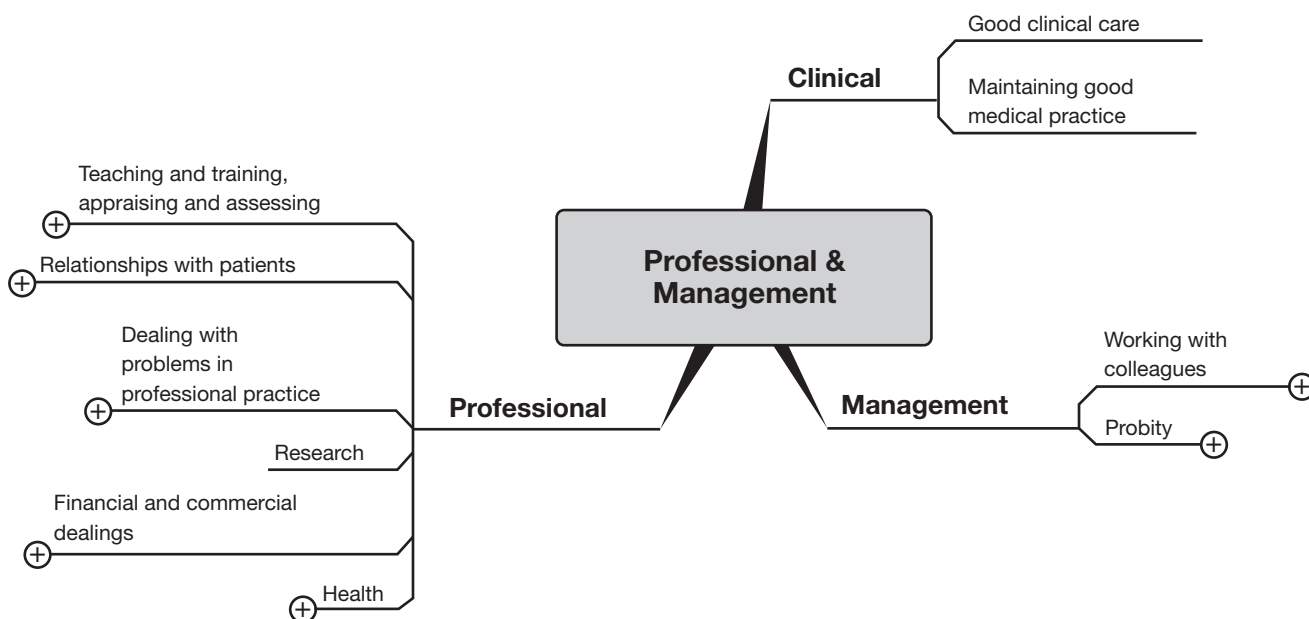 Good clinical care
Clinical
Maintaining good
medical practice
Teaching and training,
appraising and assessing
Relationships with patients
Dealing with
problems in
professional practice
Professional
Research
Financial and commercial
dealings
Health
Professional &
Management
Working with
colleagues
Management
Probity